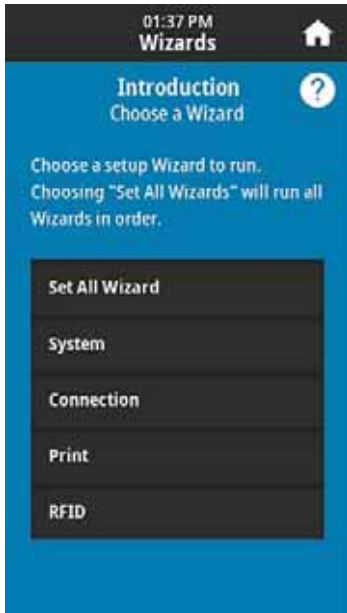 01:37 PM
Wizards
Introduction
?
Choose a Wizard
Choose a setup Wizard to run.
Choosing "Set All Wizards" will run all
Wizards in order.
Set All Wizard
System
Connection
Print
RFID